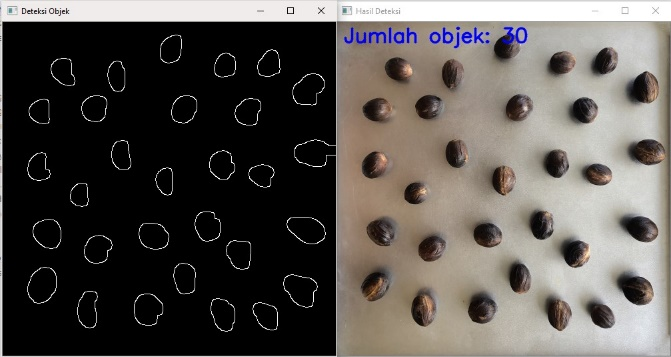 Deteksi Objek
Hasil Deteksi
Jumlah objek: 30